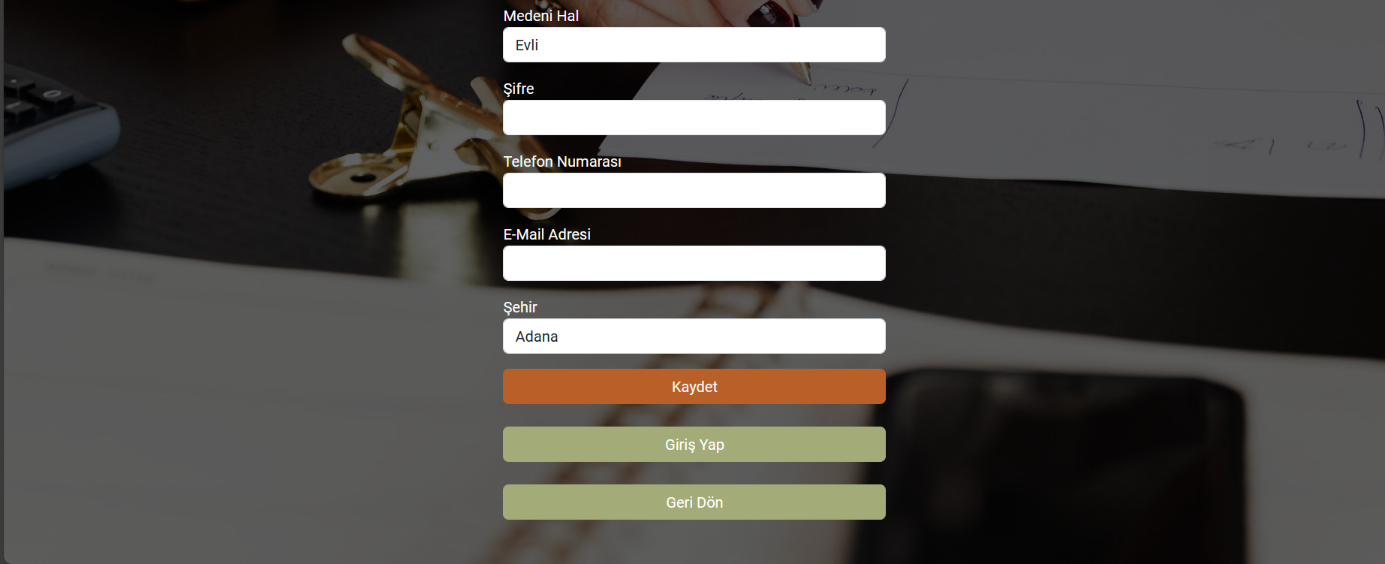 Medeni Hal
Evli
Şifre
Telefon Numarası
E-Mail Adresi
Şehir
Adana
Kaydet
Giriş Yap
Geri Dön